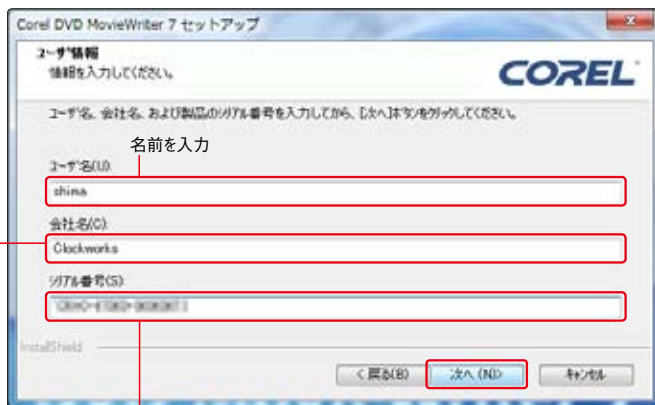 Corel DVD MovieWriter 7 セットアップ
ユーザ情報
情報を入力してください。
COREL
ユーザ名、会社名、および製品のシリアル番号を入力してから、[次へ]ボタンをクリックしてください。
名前を入力
ユーザ名(U)
shima
会社名(C)
Clockworks
シリアル番号(S)
InstallShield
< 戻る(B)
次へ (N)>
キャンセル